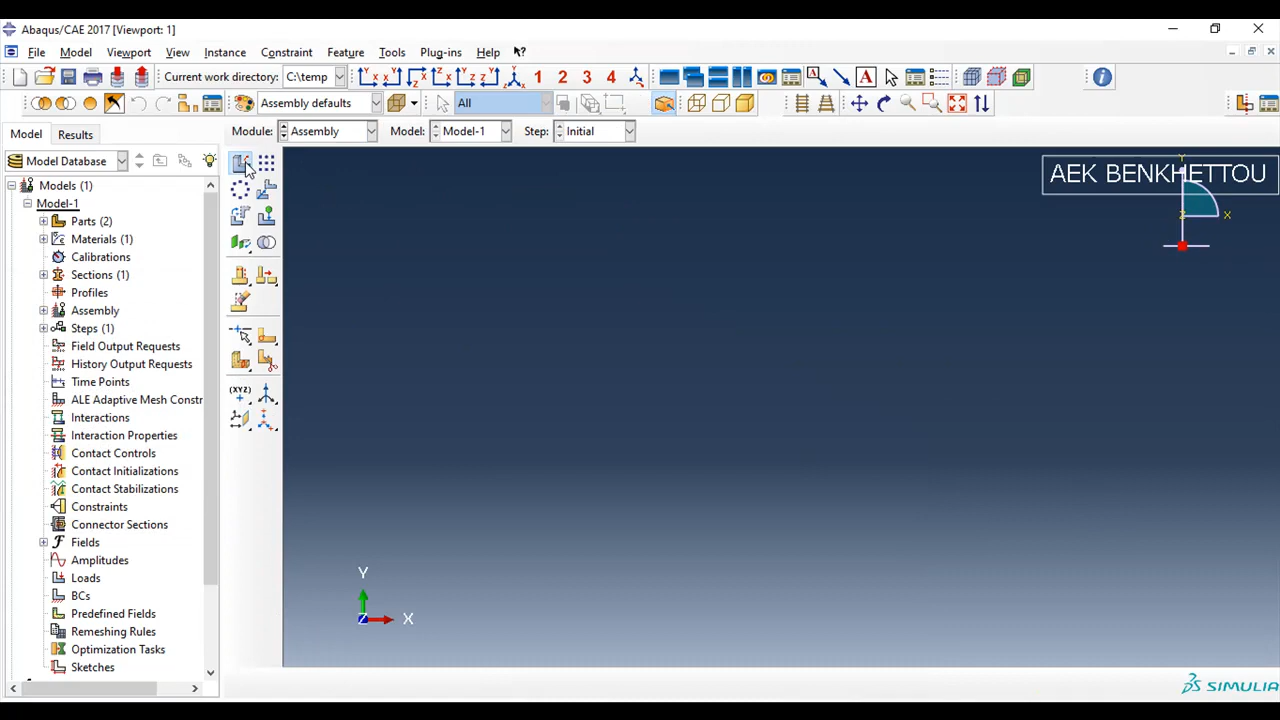 Abaqus/CAE 2017 [Viewport: 1]
File Model Viewport View Instance Constraint Feature Tools Plug-ins Help
Current work directory: C:\temp 1 2 3 4
Assembly defaults All
Model Results Module: Assembly Model: Model-1 Step: Initial
Model Database
Models (1)
Model-1
Parts (2)
Materials (1)
Calibrations
Sections (1)
Profiles
Assembly
Steps (1)
Field Output Requests
History Output Requests
Time Points
ALE Adaptive Mesh Constr
Interactions
Interaction Properties
Contact Controls
Contact Initializations
Contact Stabilizations
Constraints
Connector Sections
Fields
Amplitudes
Loads
BCs
Predefined Fields
Remeshing Rules
Optimization Tasks
Sketches
(XYZ)
AEK BENKHETTOU
Y
Z X
Y
Z X
SIMULIA